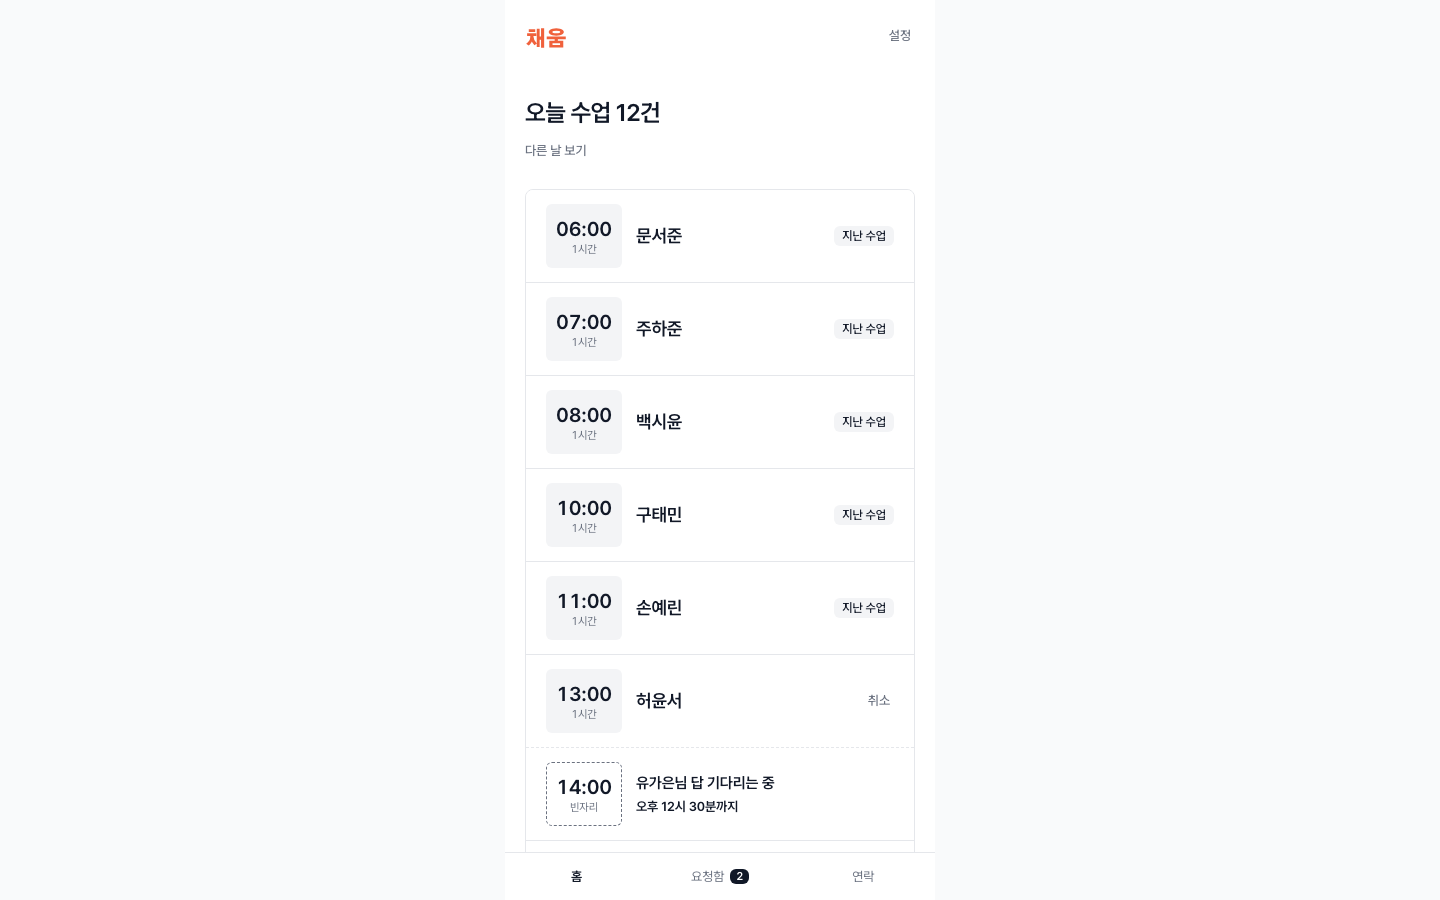 채움
설정
오늘 수업 12건
다른 날 보기
06:00
1시간
문서준
지난 수업
07:00
1시간
주하준
지난 수업
08:00
1시간
백시윤
지난 수업
10:00
1시간
구태민
지난 수업
11:00
1시간
손예린
지난 수업
13:00
1시간
허윤서
취소
14:00
빈자리
유가은님 답 기다리는 중
오후 12시 30분까지
홈
요청함 2
연락